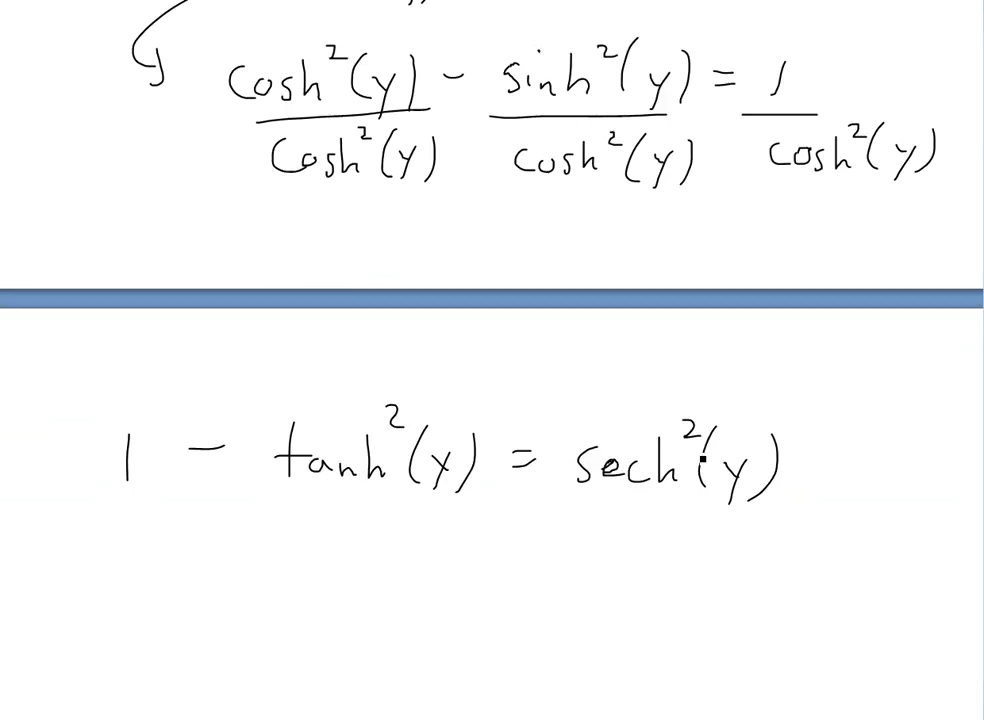 cosh²(y) - sinh²(y) = 1
cosh²(y) cosh²(y) cosh²(y)
1 - tanh²(y) = sech²(y)